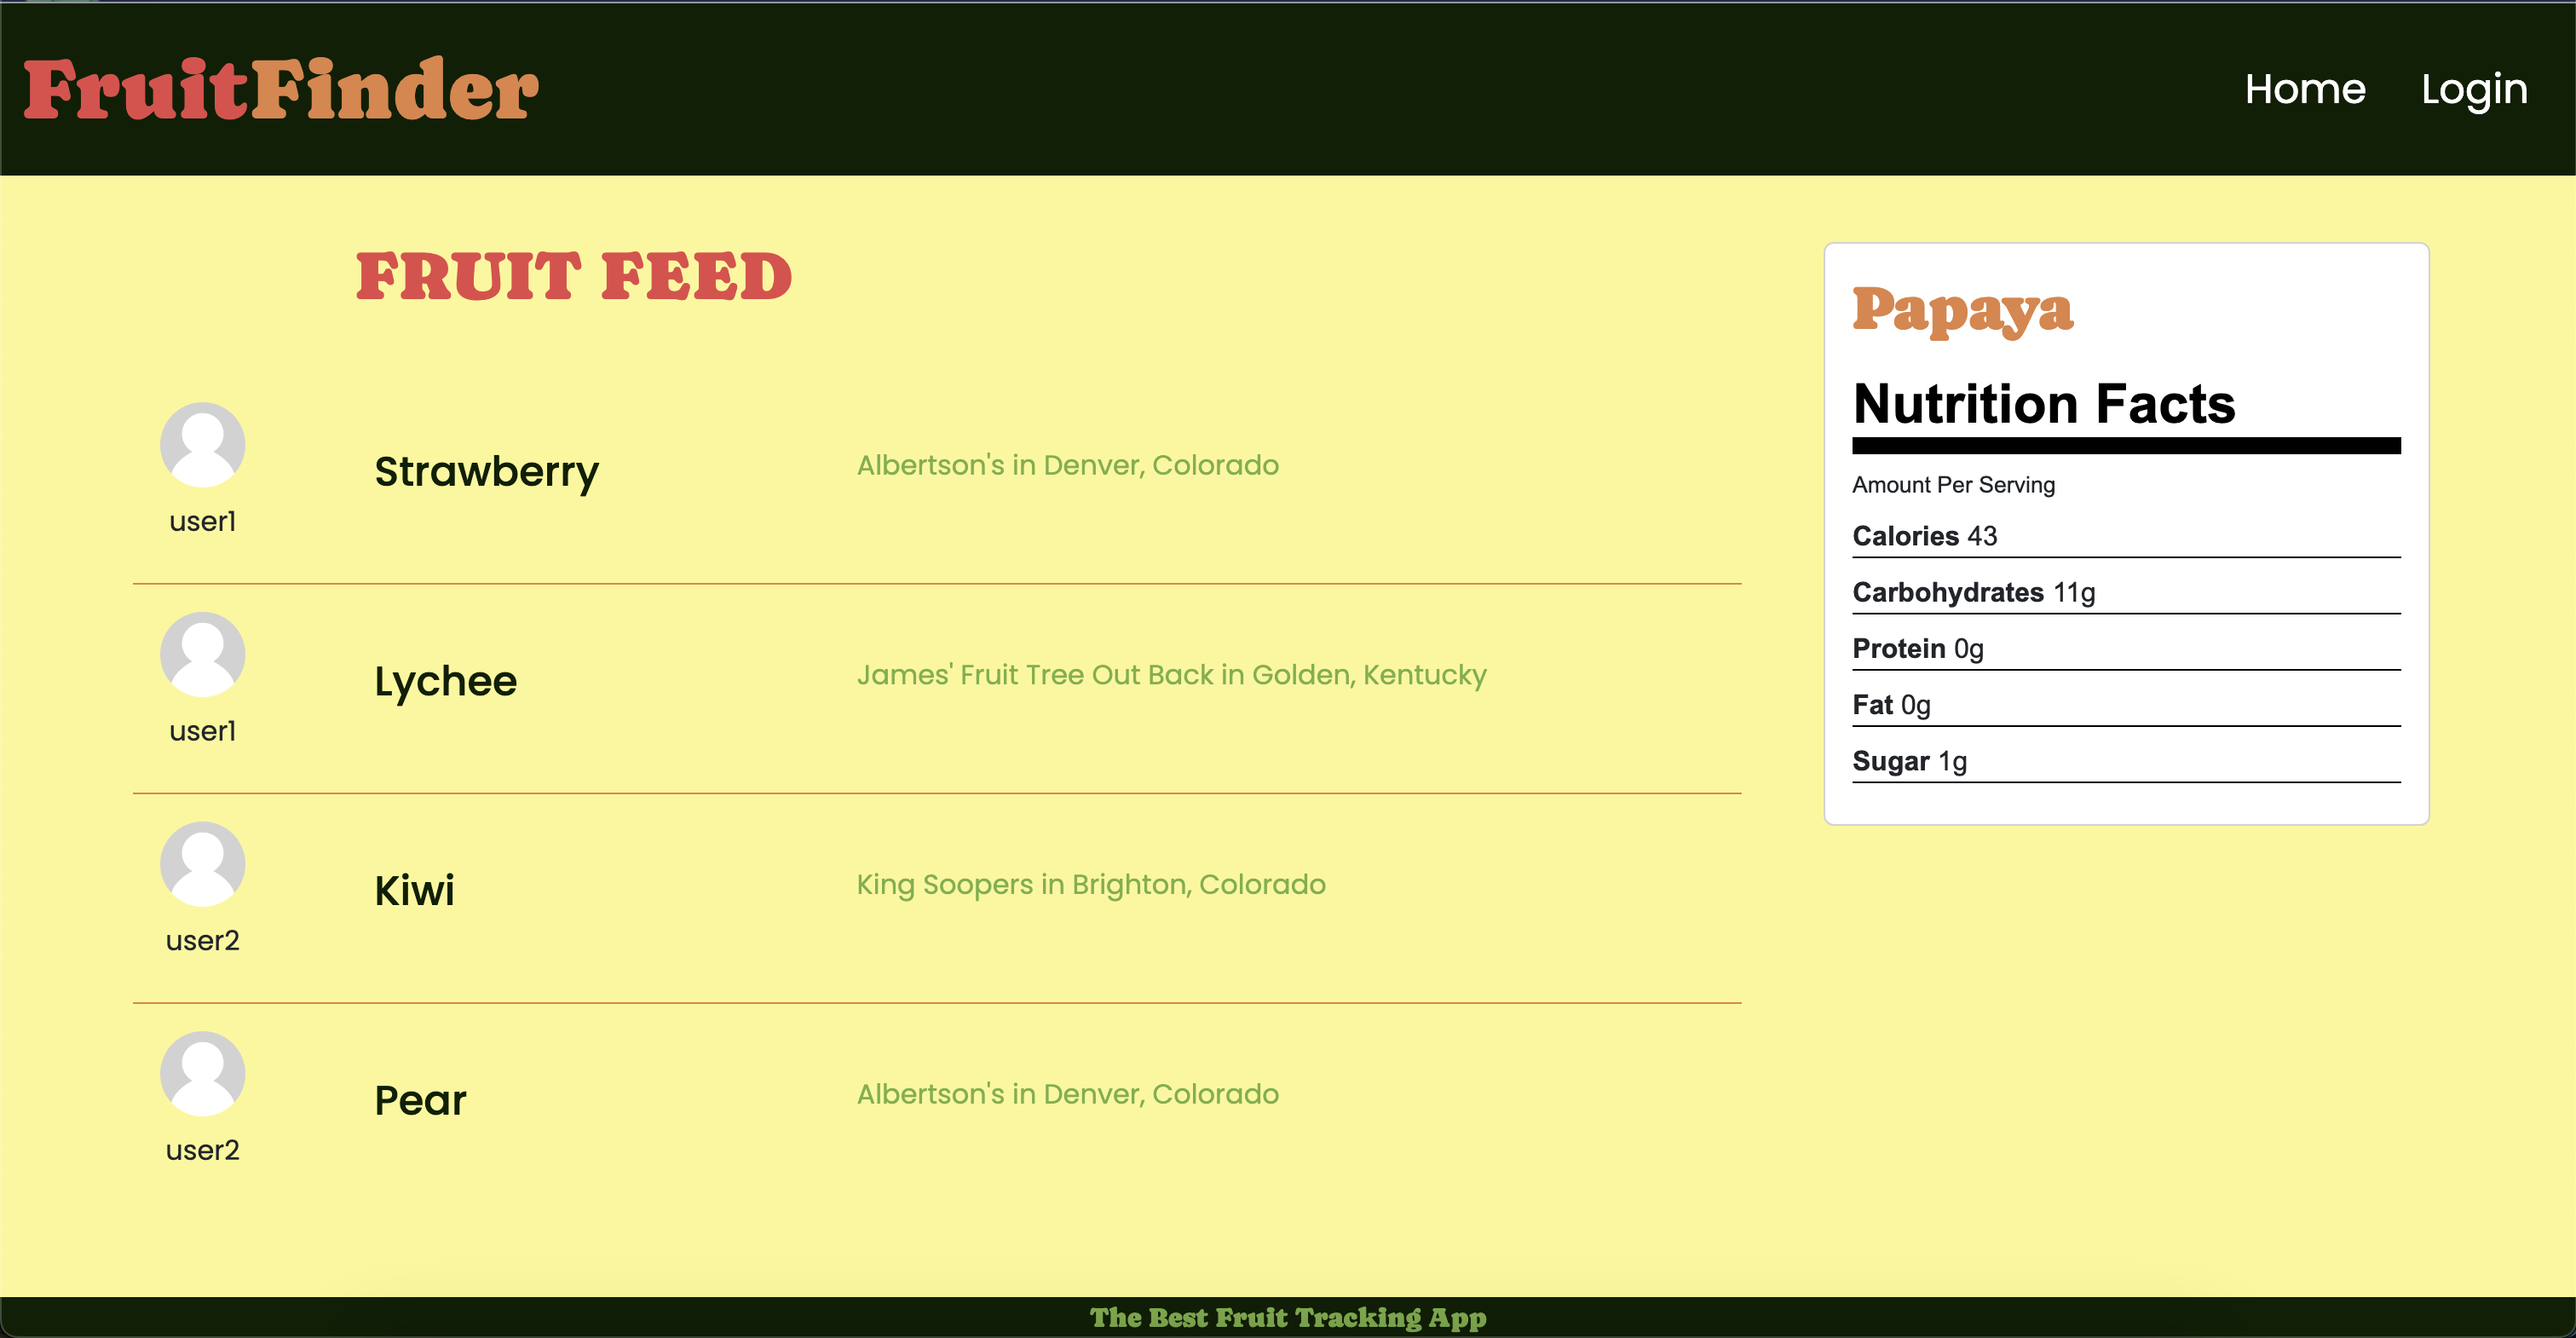 FruitFinder
Home Login
FRUIT FEED
Strawberry
Albertson's in Denver, Colorado
user1
Lychee
James' Fruit Tree Out Back in Golden, Kentucky
user1
Kiwi
King Soopers in Brighton, Colorado
user2
Pear
Albertson's in Denver, Colorado
user2
Papaya
Nutrition Facts
Amount Per Serving
Calories 43
Carbohydrates 11g
Protein 0g
Fat 0g
Sugar 1g
The Best Fruit Tracking App